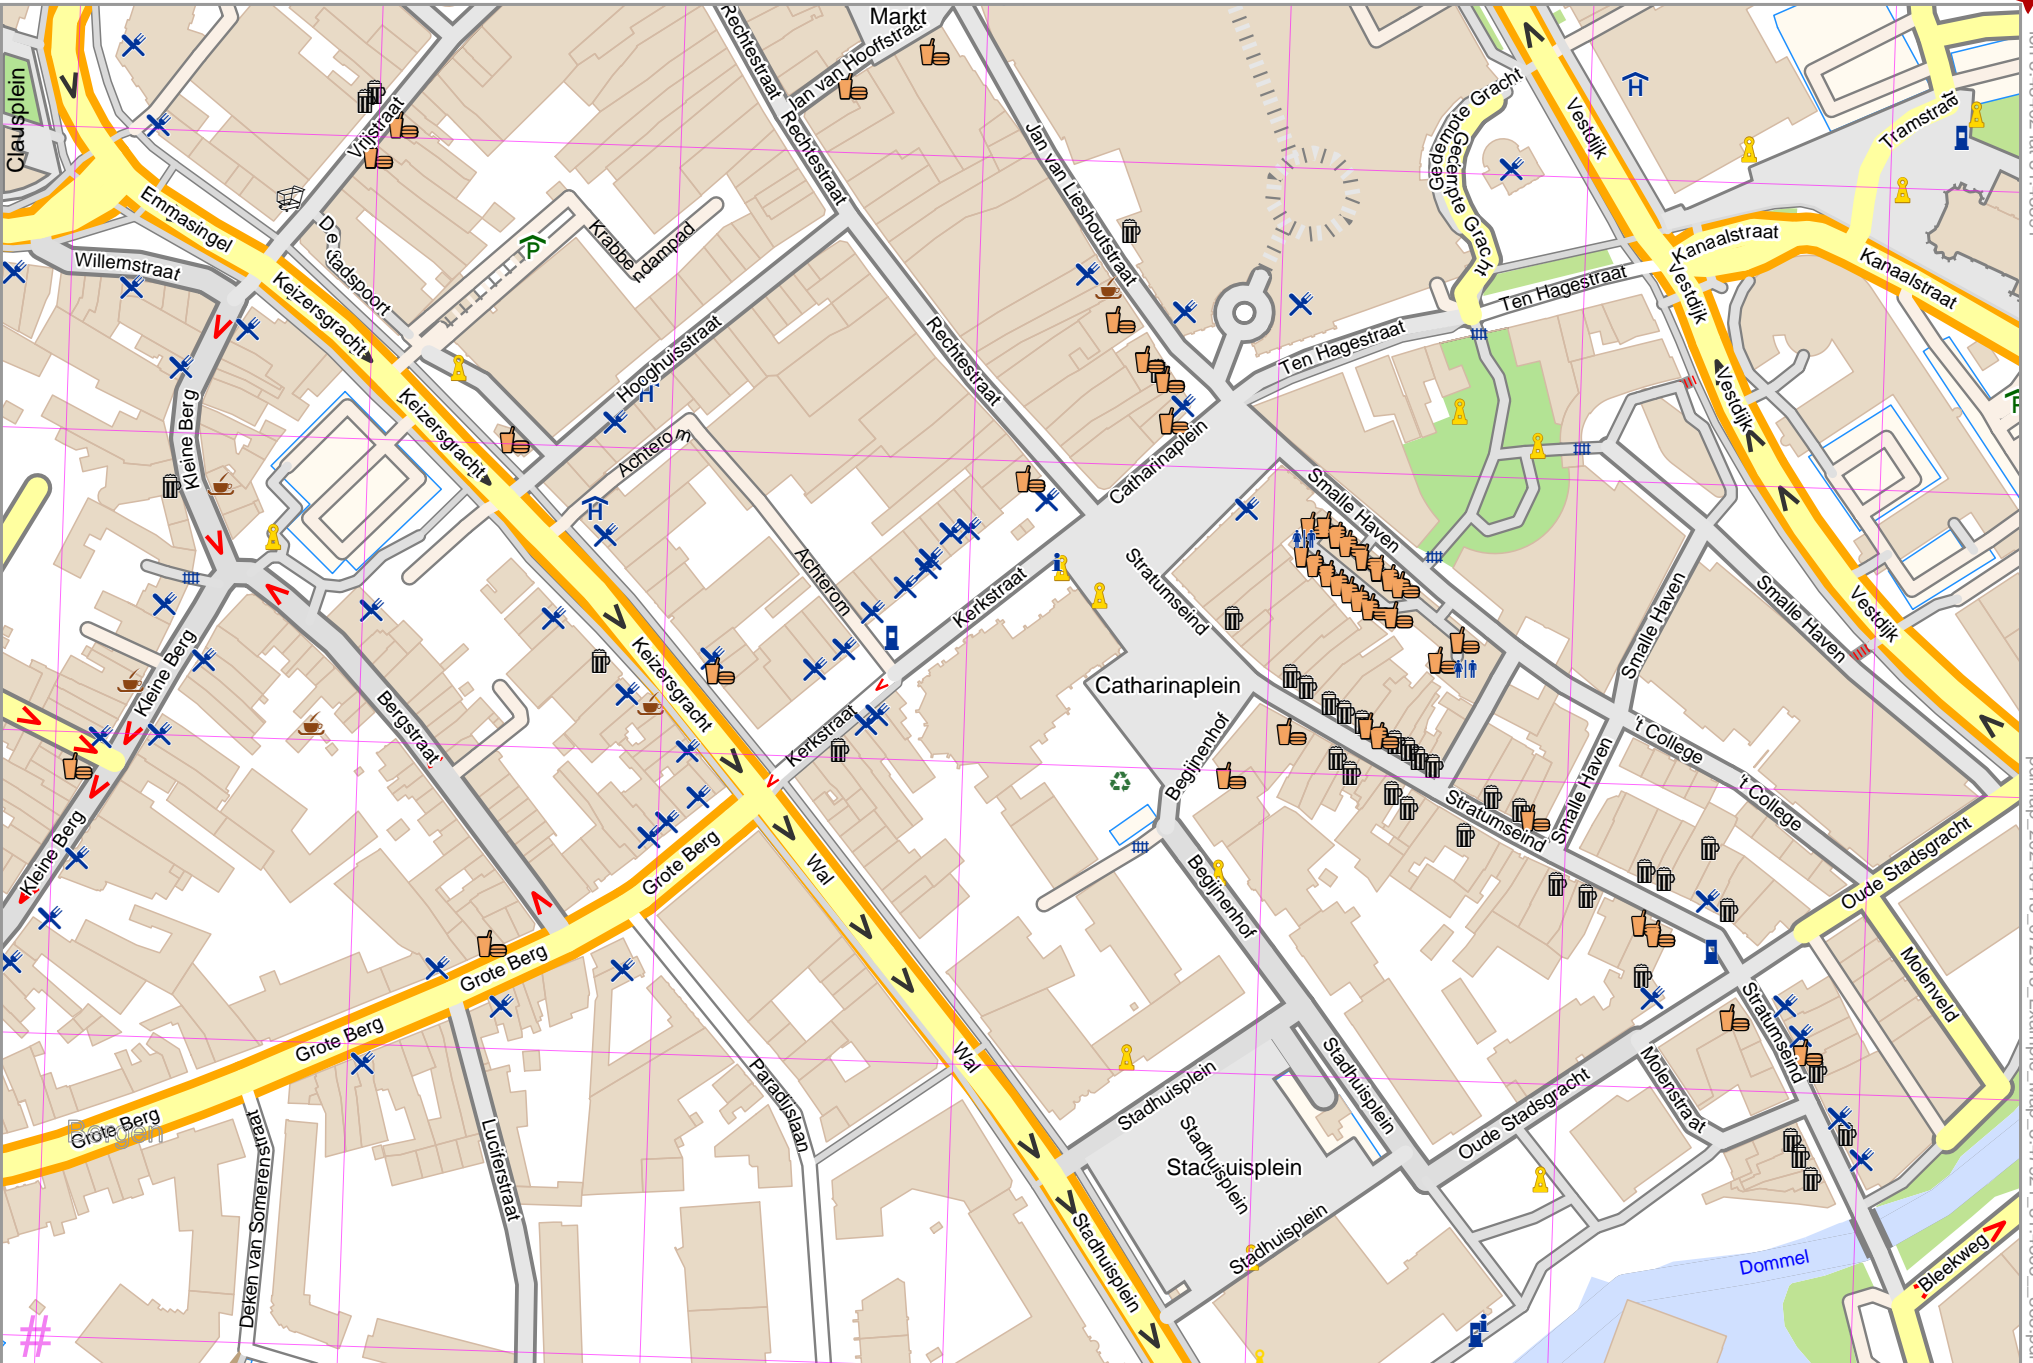 Markt
Clausplein
Rechtestraat
Jan van Hooffstraat
Vrijstraat
Rechtestraat
Jan van Lieshoutstraat
Gedempte Gracht
Gedempte Gracht
Vestdijk
H
Tramstraat
Emmasingel
De Stadspoort
Krabbendampad
P
Kanaalstraat
Kanaalstraat
Willemstraat
Keizersgracht
Ten Hagestraat
Vestdijk
Hooghuisstraat
H
Rechtestraat
Ten Hagestraat
Vestdijk
P
Kleine Berg
Keizersgracht
Achterom
Catharinaplein
Smalle Haven
H
Achterom
Kerkstraat
i
Stratumseind
Smalle Haven
Smalle Haven
Vestdijk
Kleine Berg
Bergstraat
Keizersgracht
Kerkstraat
Catharinaplein
Begijnenhof
't College
't College
Smalle Haven
Stratumseind
Kleine Berg
Wal
Grote Berg
Begijnenhof
Oude Stadsgracht
Grote Berg
Molenveld
Grote Berg
Wal
Stadhuisplein
Stadhuisplein
Stratumseind
Grote Berg
Bergen
Paradijslaan
Oude Stadsgracht
Molenstraat
Deken van Somerenstraat
Luciferstraat
Stadhuisplein
Stadhuisplein
Stadhuisplein
Stadhuisplein
Dommel
Bleekweg
i
#